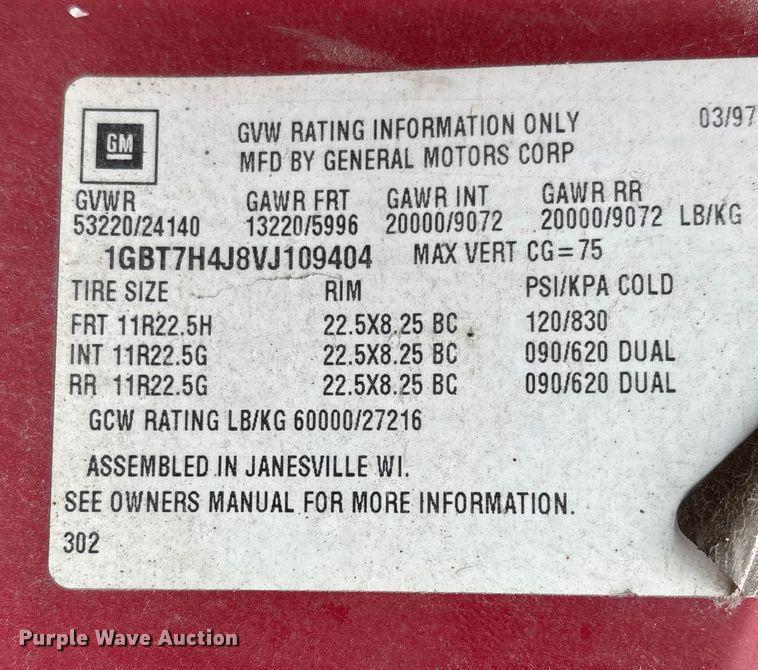 GM
GVW RATING INFORMATION ONLY 03/97
MFD BY GENERAL MOTORS CORP
GVWR GAWR FRT GAWR INT GAWR RR
53220/24140 13220/5996 20000/9072 20000/9072 LB/KG
1GBT7H4J8VJ109404 MAX VERT CG=75
TIRE SIZE RIM PSI/KPA COLD
FRT 11R22.5H 22.5X8.25 BC 120/830
INT 11R22.5G 22.5X8.25 BC 090/620 DUAL
RR 11R22.5G 22.5X8.25 BC 090/620 DUAL
GCW RATING LB/KG 60000/27216
ASSEMBLED IN JANESVILLE WI.
SEE OWNERS MANUAL FOR MORE INFORMATION.
302
Purple Wave Auction